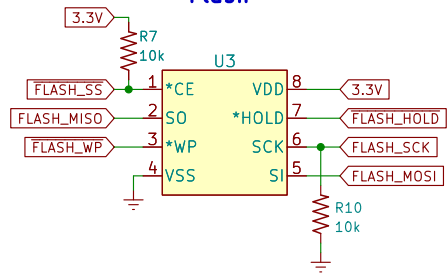 Flash
3.3V
R7
10k
U3
FLASH_SS 1 *CE VDD 8 3.3V
FLASH_MISO 2 SO *HOLD 7 FLASH_HOLD
FLASH_WP 3 *WP SCK 6 FLASH_SCK
4 VSS SI 5 FLASH_MOSI
R10
10k